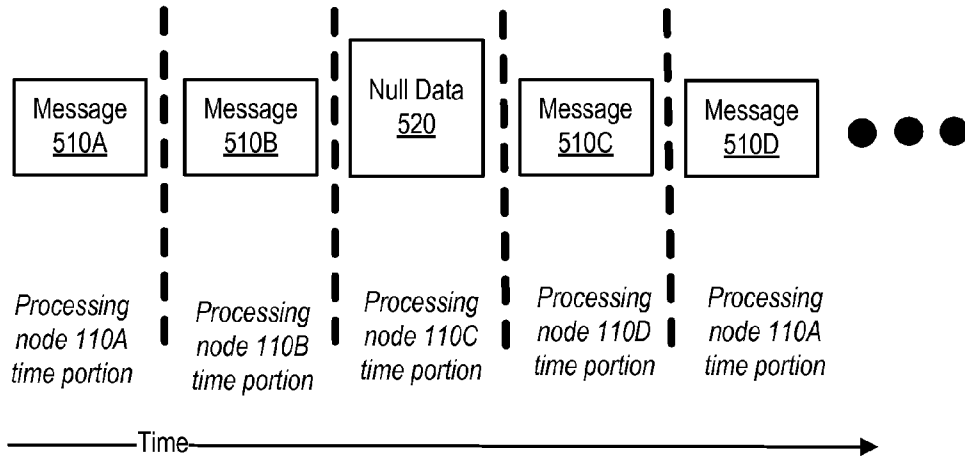 Message
510A
Message
510B
Null Data
520
Message
510C
Message
510D
Processing
node 110A
time portion
Processing
node 110B
time portion
Processing
node 110C
time portion
Processing
node 110D
time portion
Processing
node 110A
time portion
Time